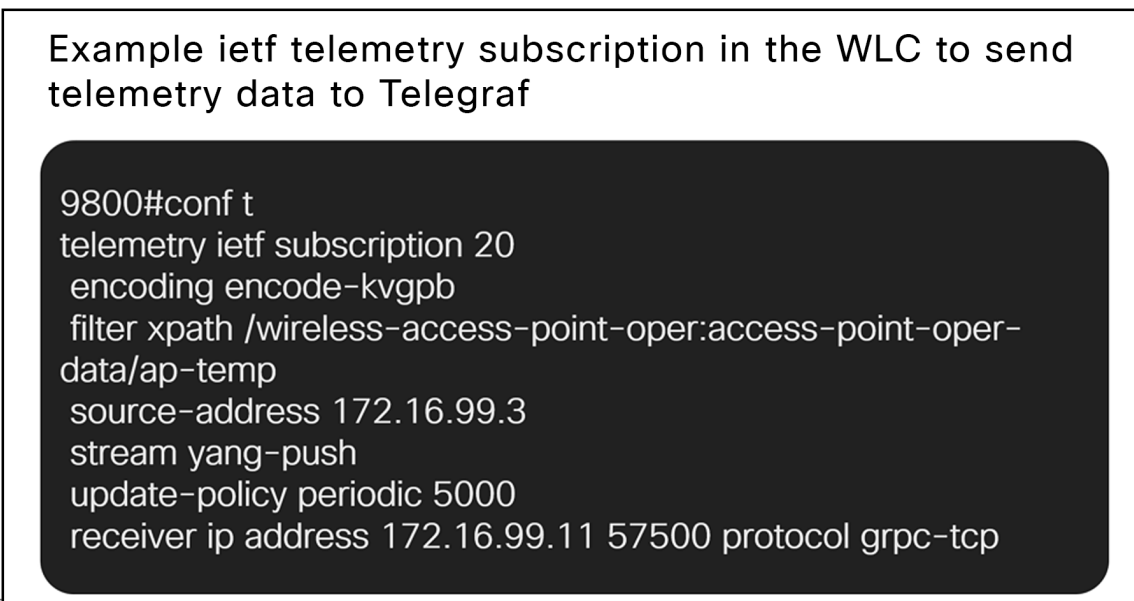 Example ietf telemetry subscription in the WLC to send
telemetry data to Telegraf
9800#conf t
telemetry ietf subscription 20
encoding encode-kvgpb
filter xpath /wireless-access-point-oper:access-point-oper-
data/ap-temp
source-address 172.16.99.3
stream yang-push
update-policy periodic 5000
receiver ip address 172.16.99.11 57500 protocol grpc-tcp